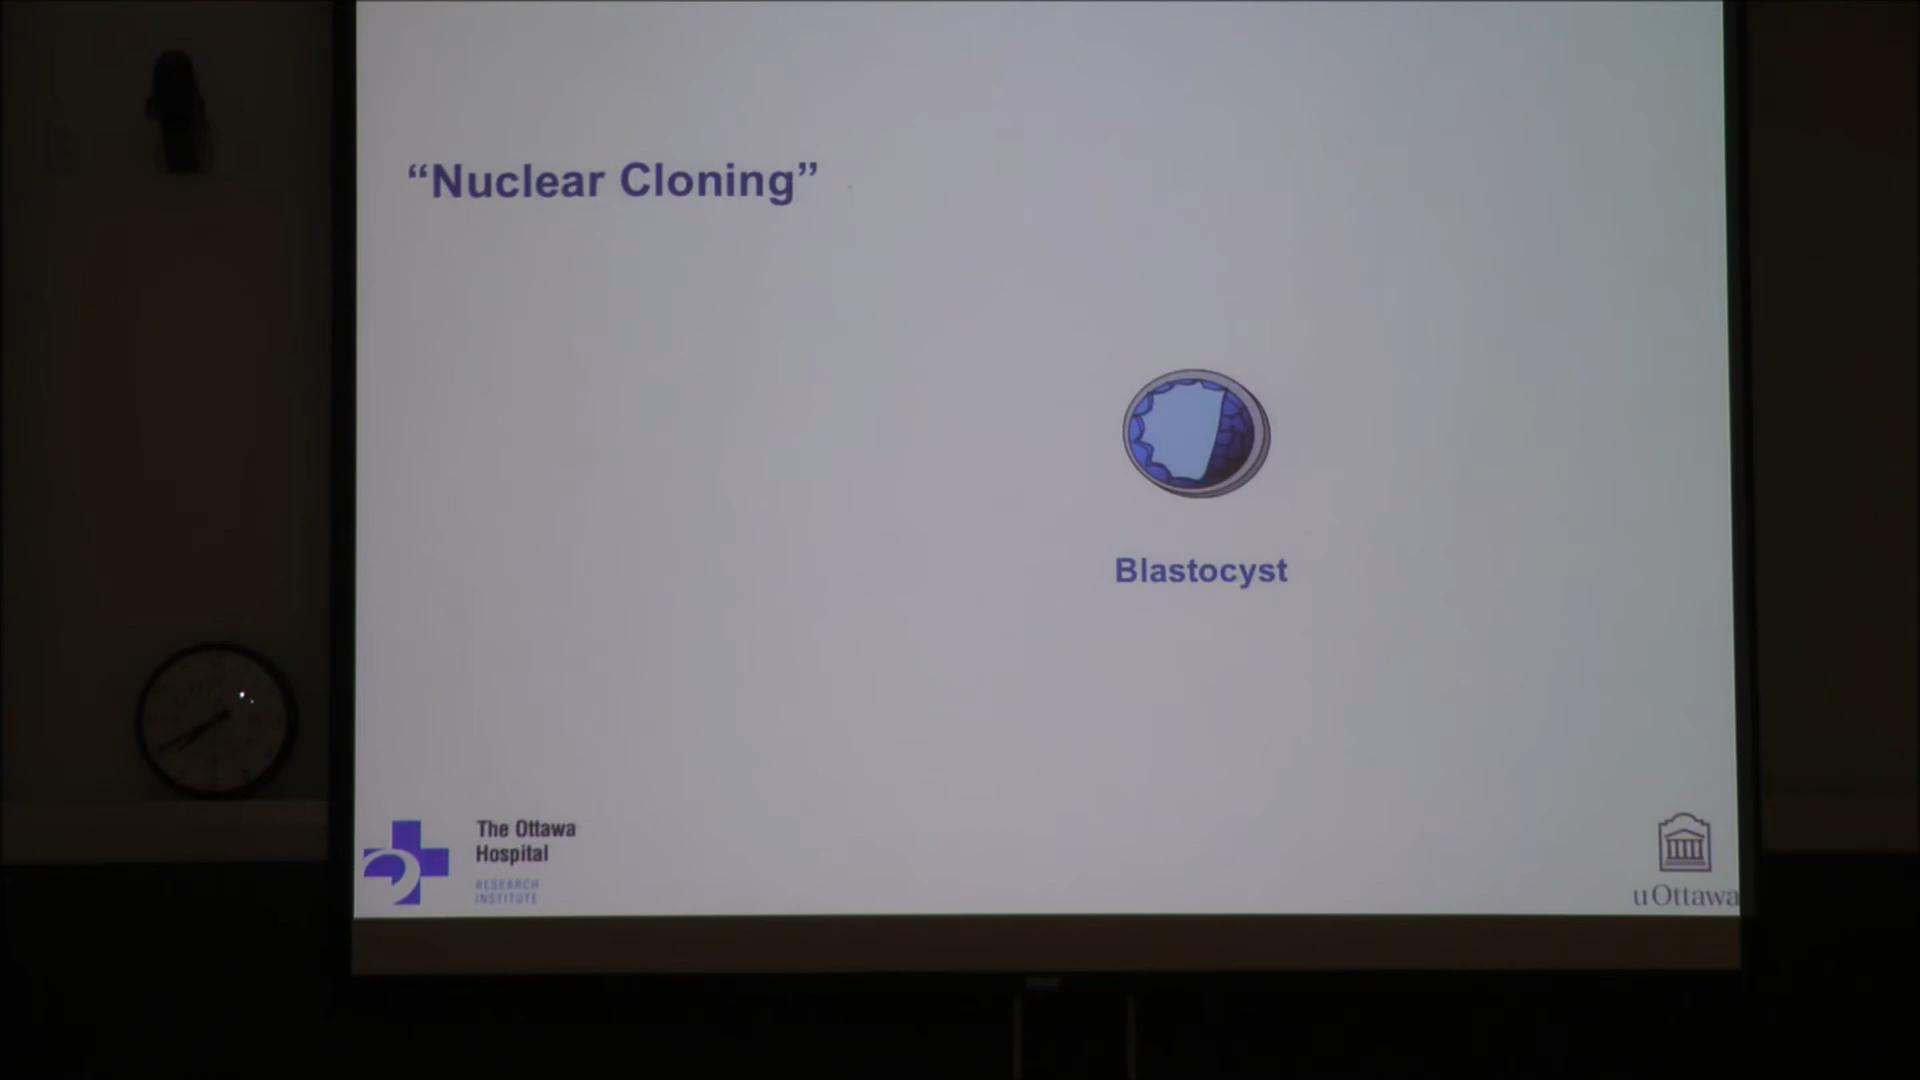 “Nuclear Cloning”
Blastocyst
The Ottawa
Hospital
RESEARCH
INSTITUTE
uOttawa